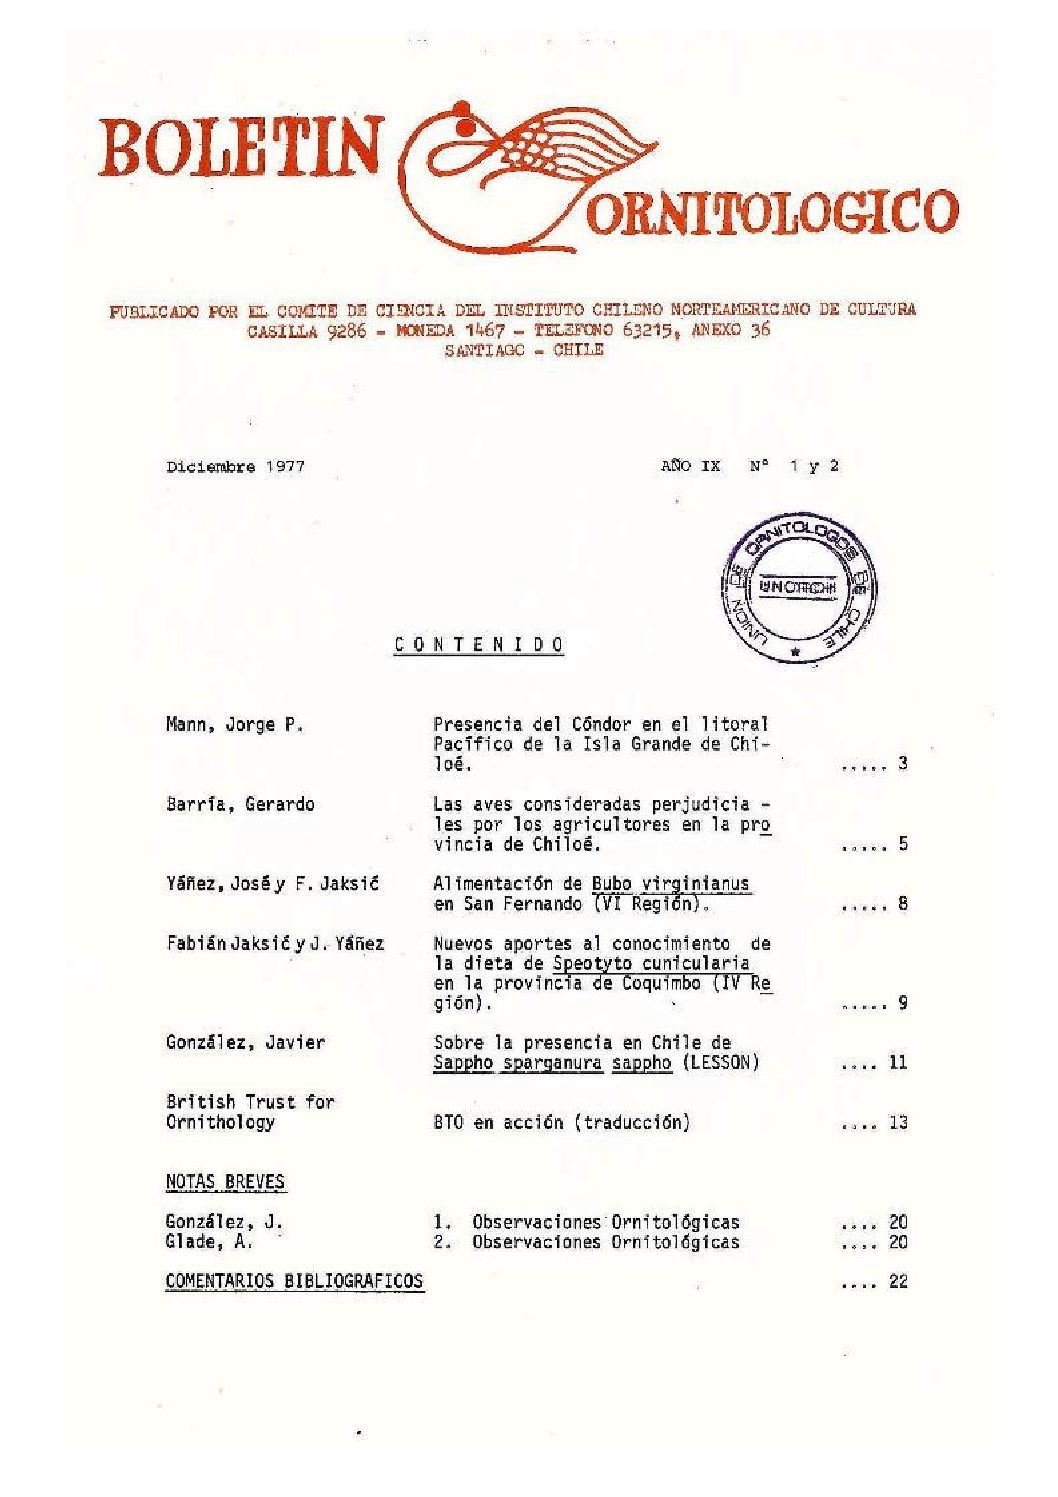 BOLETIN
ORNITOLOGICO
PUBLICADO POR EL COMITE DE CIENCIA DEL INSTITUTO CHILENO NORTEAMERICANO DE CULTURA
CASILLA 9286 - MONEDA 1467 - TELEFONO 63215, ANEXO 36
SANTIAGO - CHILE
Diciembre 1977 AÑO IX Nº 1 y 2
UNION DE ORNITOLOGOS DE CHILE
UNORCH
CONTENIDO
Mann, Jorge P. Presencia del Cóndor en el litoral
Pacífico de la Isla Grande de Chi-
loé. ..... 3
Barría, Gerardo Las aves consideradas perjudicia -
les por los agricultores en la pro
vincia de Chiloé. ..... 5
Yáñez, José y F. Jaksić Alimentación de Bubo virginianus
en San Fernando (VI Región). ..... 8
Fabián Jaksić y J. Yáñez Nuevos aportes al conocimiento de
la dieta de Speotyto cunicularia
en la provincia de Coquimbo (IV Re
gión). ..... 9
González, Javier Sobre la presencia en Chile de
Sappho sparganura sappho (LESSON) .... 11
British Trust for
Ornithology BTO en acción (traducción) .... 13
NOTAS BREVES
González, J. 1. Observaciones Ornitológicas .... 20
Glade, A. 2. Observaciones Ornitológicas .... 20
COMENTARIOS BIBLIOGRAFICOS .... 22